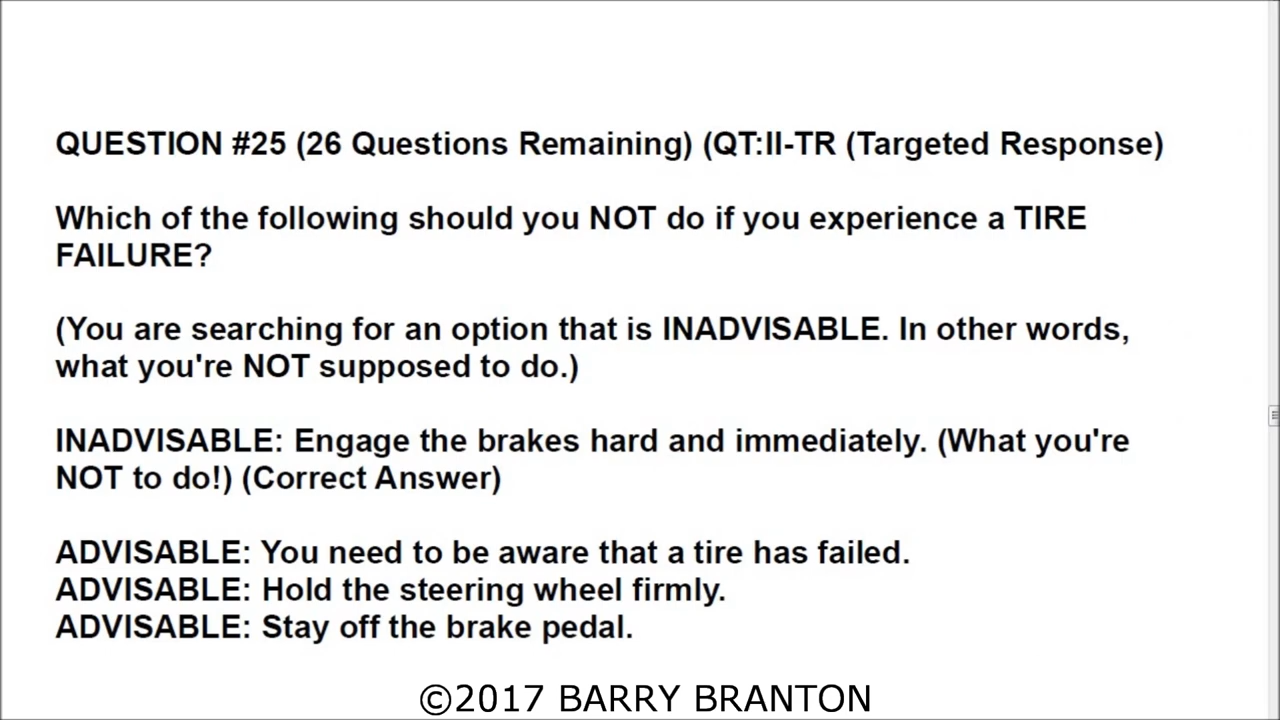 QUESTION #25 (26 Questions Remaining) (QT:II-TR (Targeted Response)
Which of the following should you NOT do if you experience a TIRE
FAILURE?
(You are searching for an option that is INADVISABLE. In other words,
what you're NOT supposed to do.)
INADVISABLE: Engage the brakes hard and immediately. (What you're
NOT to do!) (Correct Answer)
ADVISABLE: You need to be aware that a tire has failed.
ADVISABLE: Hold the steering wheel firmly.
ADVISABLE: Stay off the brake pedal.
©2017 BARRY BRANTON